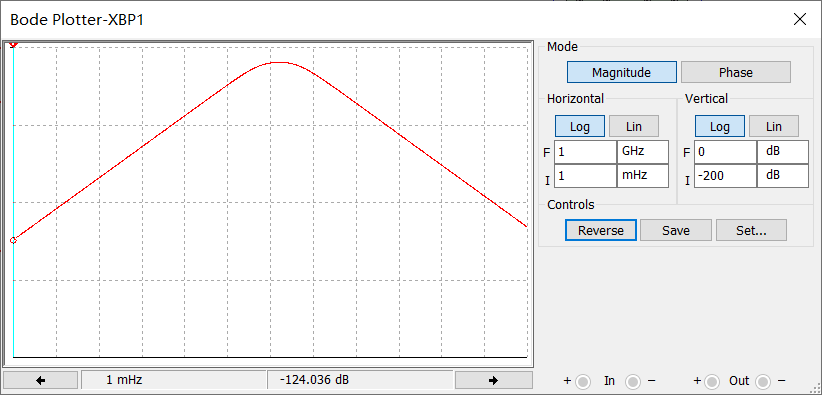 Bode Plotter-XBP1
Mode
Magnitude Phase
Horizontal Vertical
Log Lin Log Lin
F 1 GHz F 0 dB
I 1 mHz I -200 dB
Controls
Reverse Save Set...
1 mHz -124.036 dB
+ In − + Out −